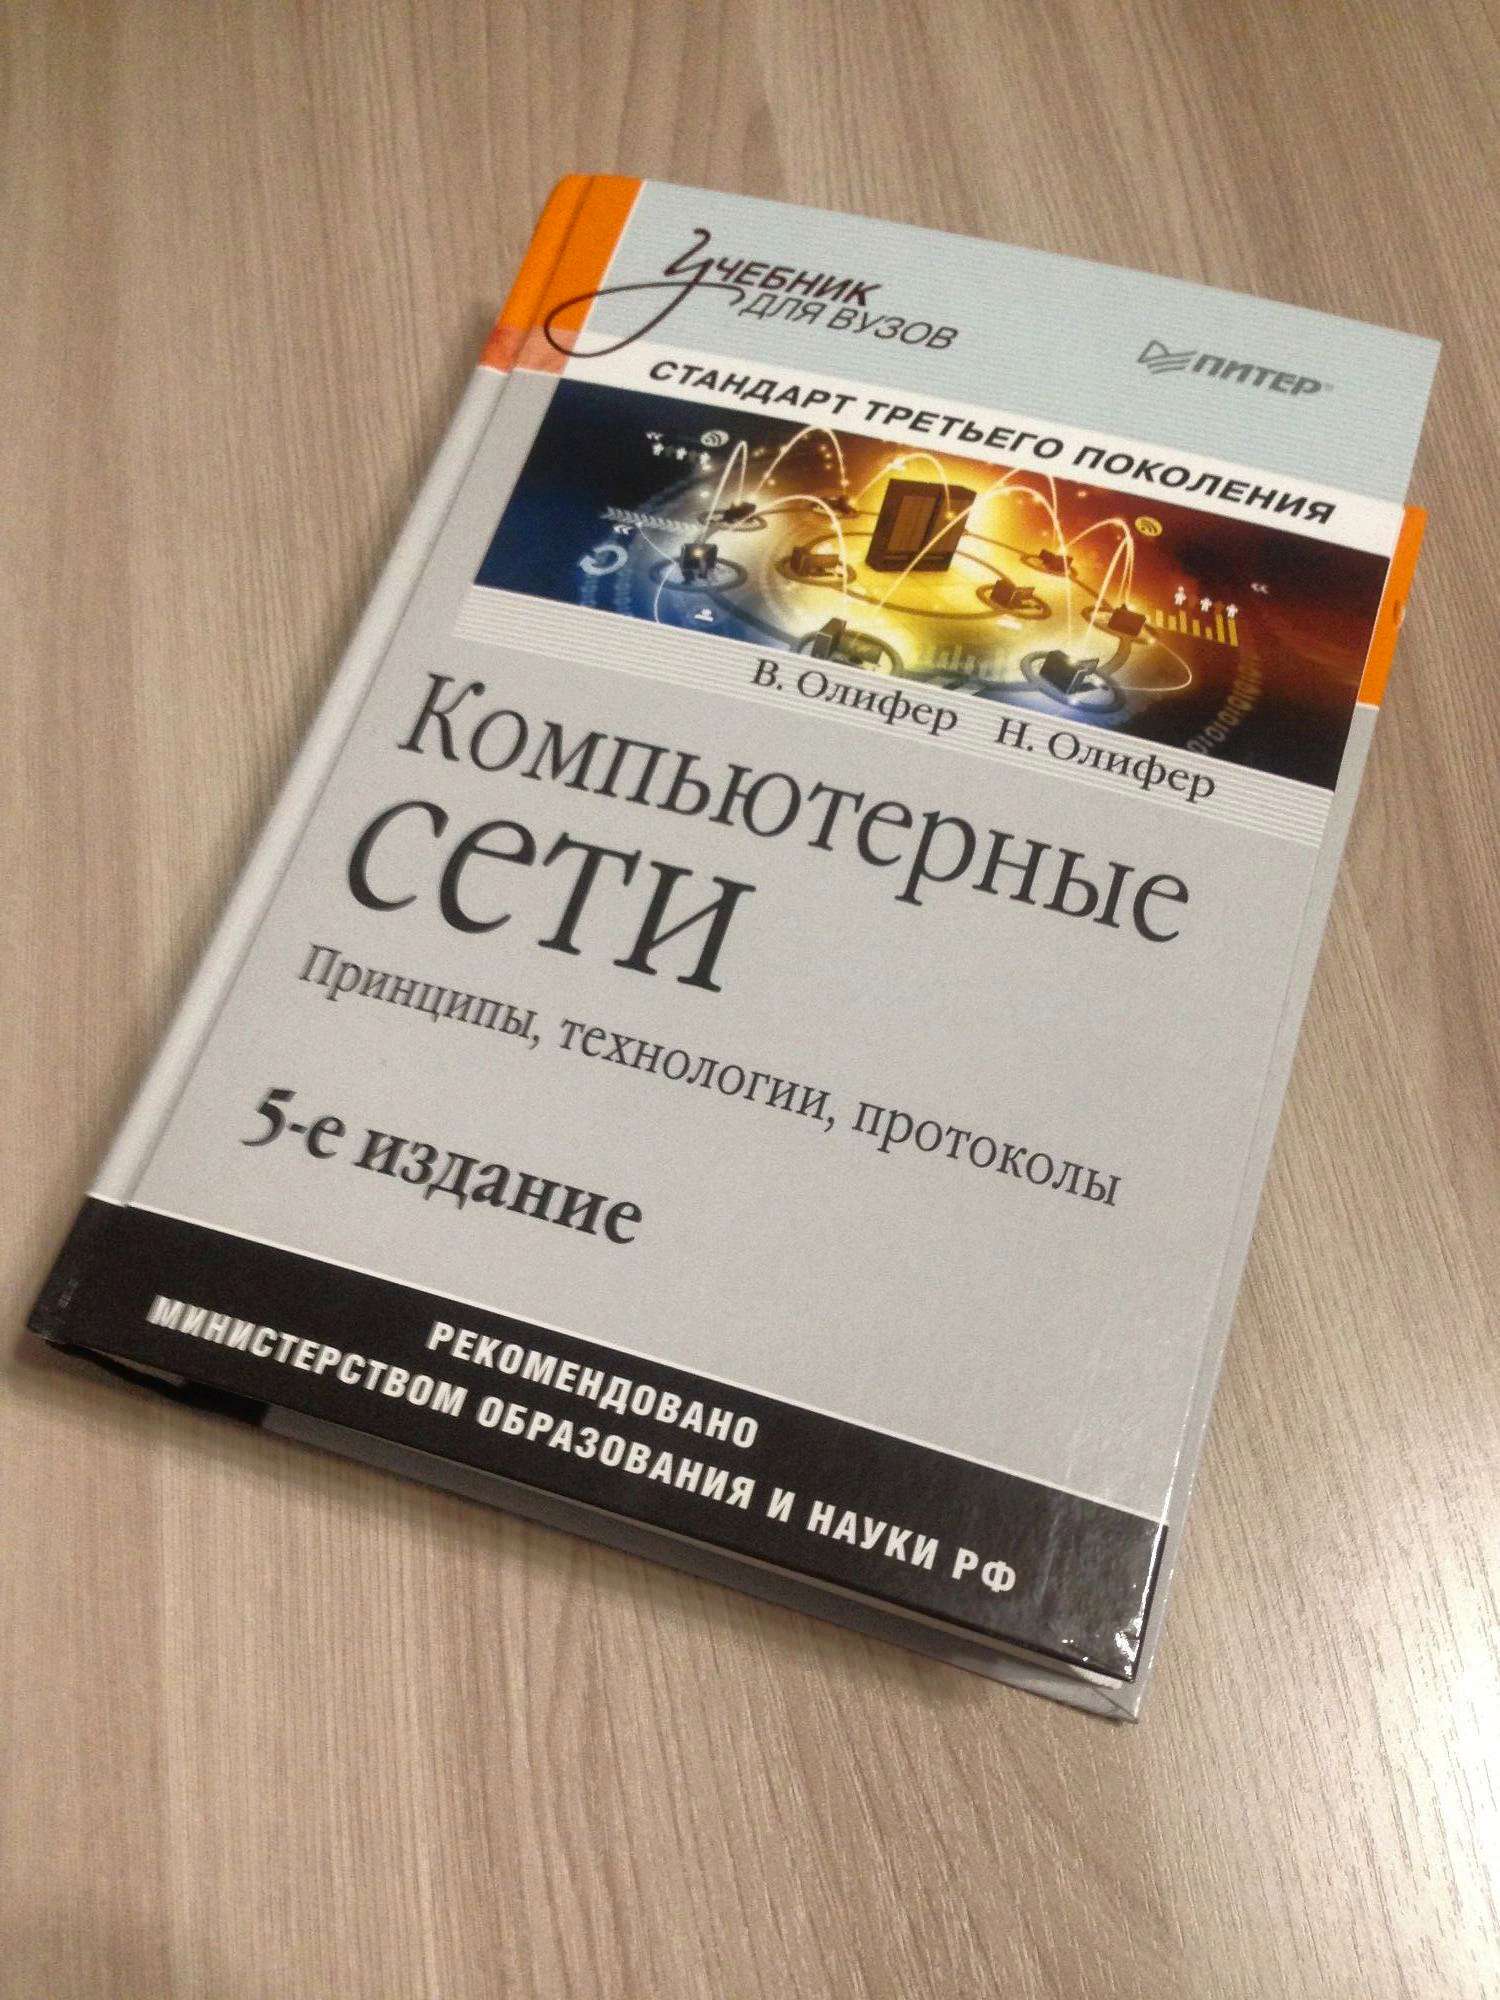 Учебник
для вузов
ПИТЕР®
СТАНДАРТ ТРЕТЬЕГО ПОКОЛЕНИЯ
В. Олифер Н. Олифер
Компьютерные
сети
Принципы, технологии, протоколы
5-е издание
РЕКОМЕНДОВАНО
МИНИСТЕРСТВОМ ОБРАЗОВАНИЯ И НАУКИ РФ